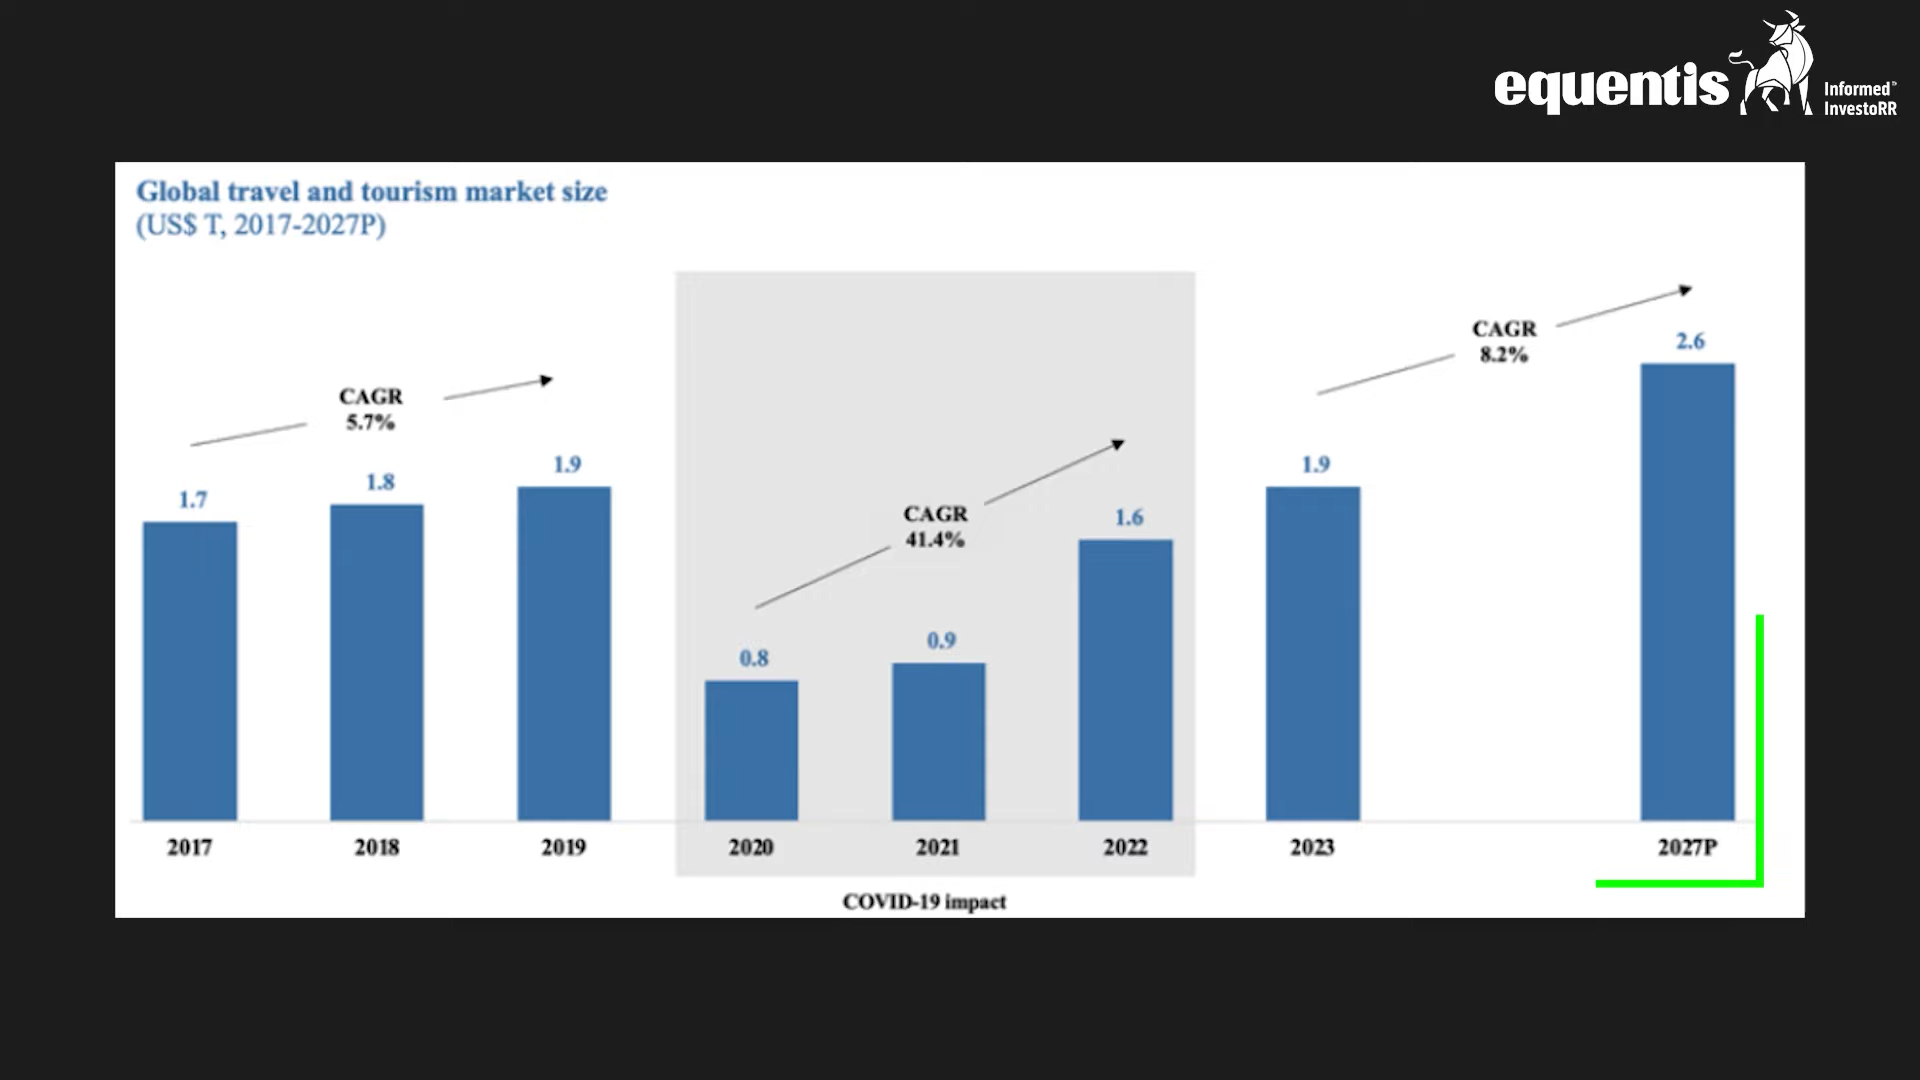 equentis
Informed
InvestoRR
Global travel and tourism market size
(US$ T, 2017-2027P)
CAGR
8.2%
2.6
CAGR
5.7%
1.7
1.8
1.9
CAGR
41.4%
0.8
0.9
1.6
1.9
2017
2018
2019
2020
2021
2022
2023
2027P
COVID-19 impact